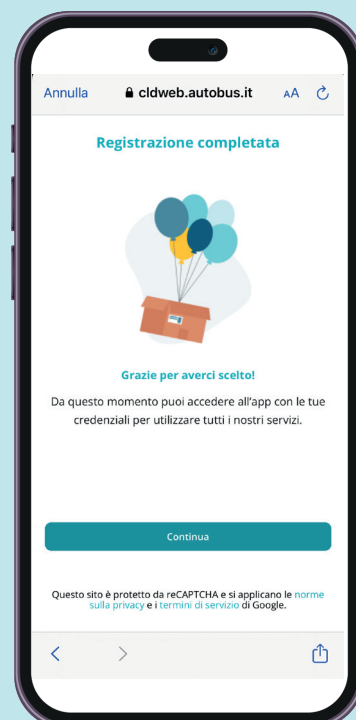 Annulla
cldweb.autobus.it
AA
Registrazione completata
Grazie per averci scelto!
Da questo momento puoi accedere all'app con le tue
credenziali per utilizzare tutti i nostri servizi.
Continua
Questo sito è protetto da reCAPTCHA e si applicano le norme
sulla privacy e i termini di servizio di Google.